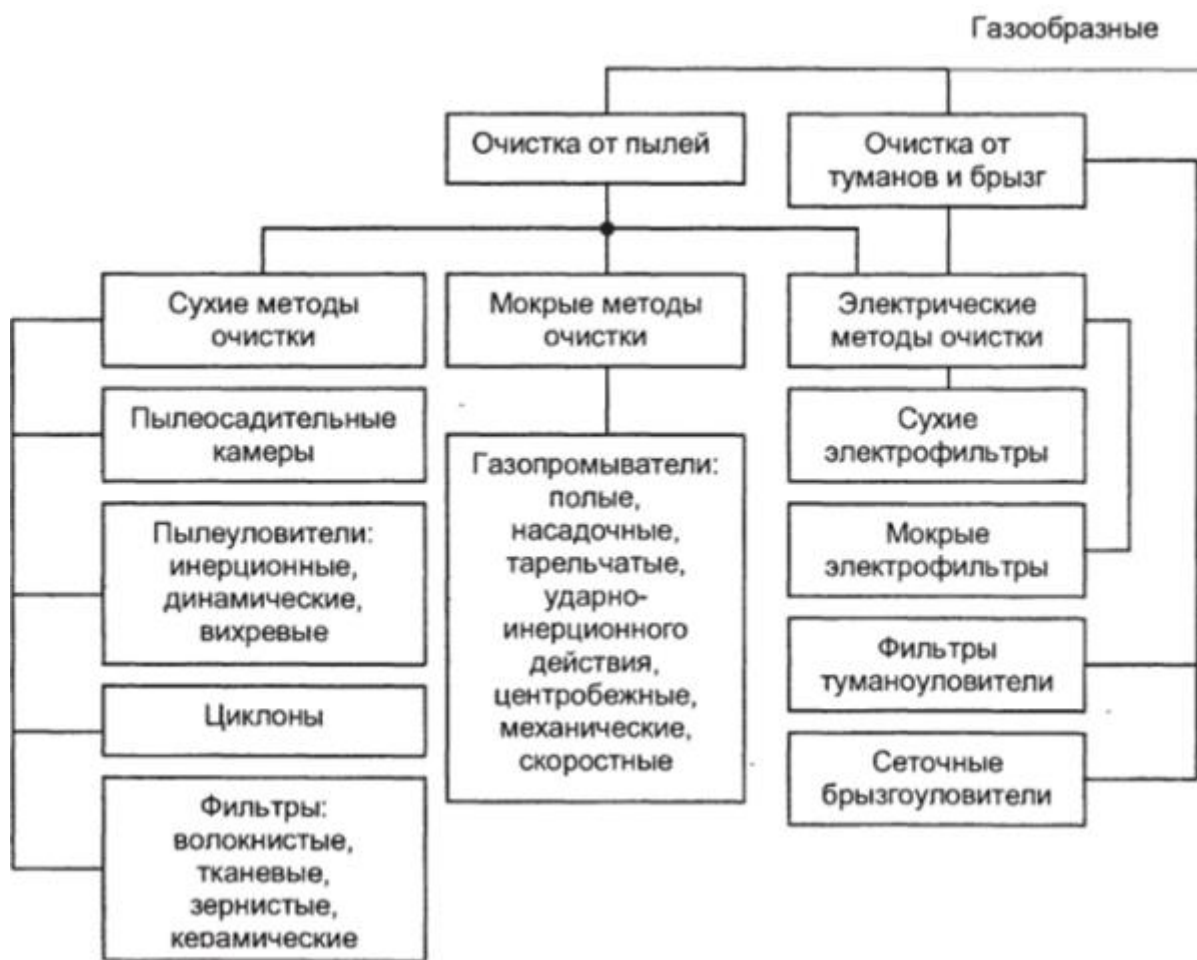 Газообразные
Очистка от пылей
Очистка от
туманов и брызг
Сухие методы
очистки
Мокрые методы
очистки
Электрические
методы очистки
Пылеосадительные
камеры
Пылеуловители:
инерционные,
динамические,
вихревые
Циклоны
Фильтры:
волокнистые,
тканевые,
зернистые,
керамические
Газопромыватели:
полые,
насадочные,
тарельчатые,
ударно-
инерционного
действия,
центробежные,
механические,
скоростные
Сухие
электрофильтры
Мокрые
электрофильтры
Фильтры
туманоуловители
Сеточные
брызгоуловители